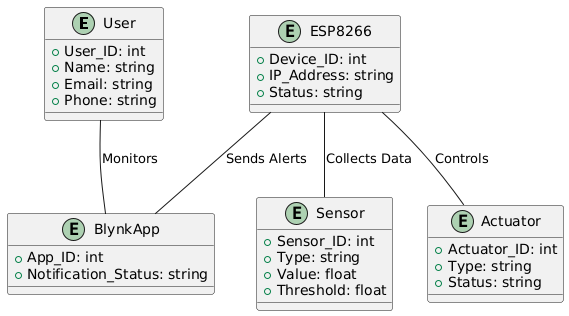 E User
User_ID: int
Name: string
Email: string
Phone: string
E ESP8266
Device_ID: int
IP_Address: string
Status: string
Monitors
Sends Alerts
Collects Data
Controls
E BlynkApp
App_ID: int
Notification_Status: string
E Sensor
Sensor_ID: int
Type: string
Value: float
Threshold: float
E Actuator
Actuator_ID: int
Type: string
Status: string